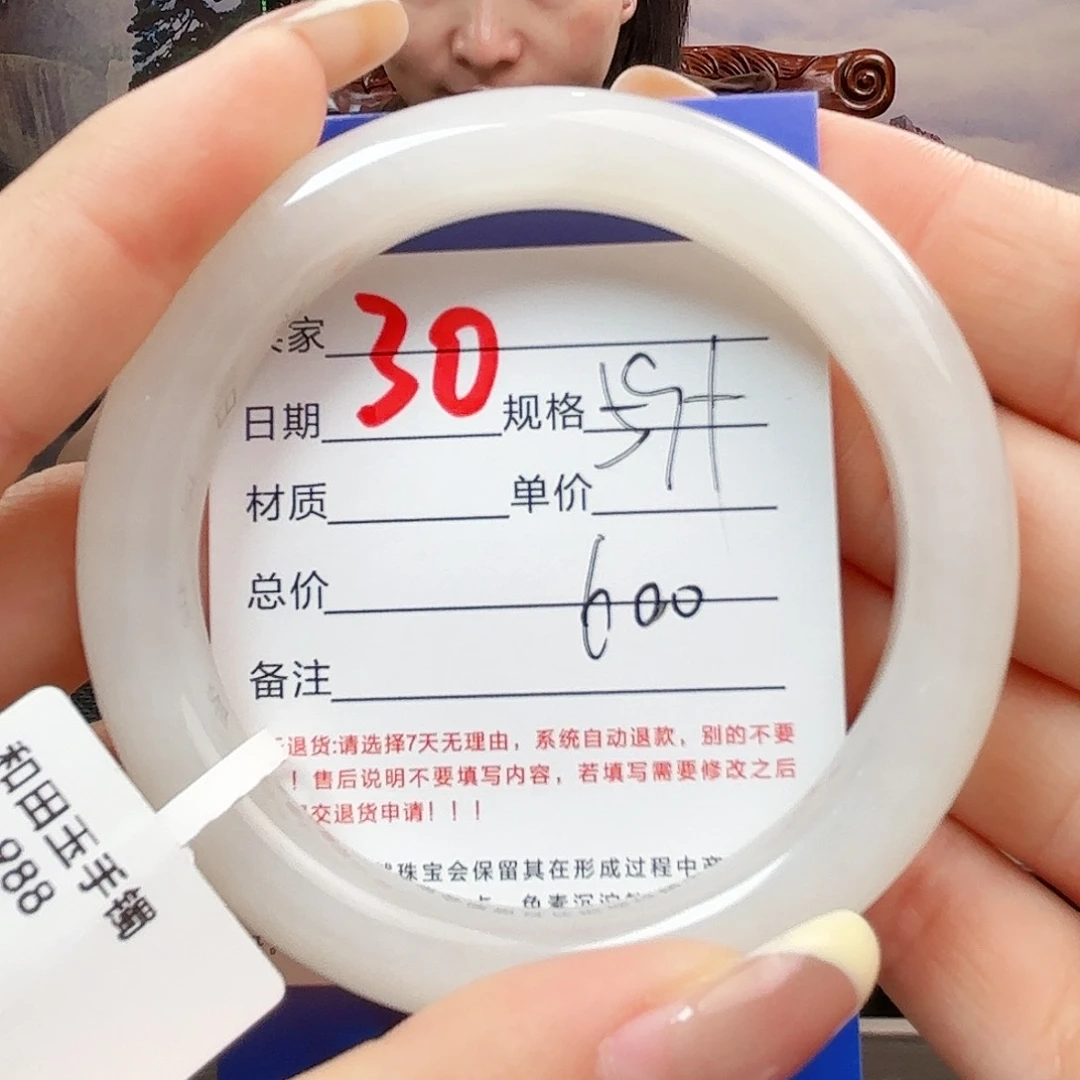 家 30
日期 规格
材质 单价
总价 600
备注
退货:请选择7天无理由，系统自动退款，别的不要
！售后说明不要填写内容，若填写需要修改之后
交退货申请！！！
珠宝会保留其在形成过程中
色素沉淀
和田玉手镯
988